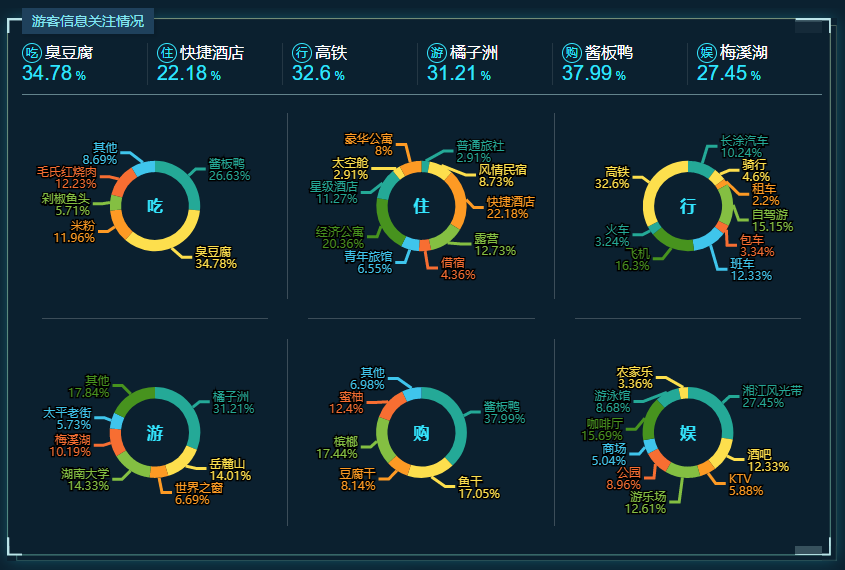 游客信息关注情况
吃 臭豆腐
34.78 %
住 快捷酒店
22.18 %
行 高铁
32.6 %
游 橘子洲
31.21 %
购 酱板鸭
37.99 %
娱 梅溪湖
27.45 %
吃
酱板鸭
26.63%
臭豆腐
34.78%
米粉
11.96%
剁椒鱼头
5.71%
毛氏红烧肉
12.23%
其他
8.69%
住
普通旅社
2.91%
风情民宿
8.73%
快捷酒店
22.18%
露营
12.73%
借宿
4.36%
青年旅馆
6.55%
经济公寓
20.36%
星级酒店
11.27%
太空舱
2.91%
豪华公寓
8%
行
长涂汽车
10.24%
骑行
4.6%
租车
2.2%
自驾游
15.15%
包车
3.34%
班车
12.33%
飞机
16.3%
火车
3.24%
高铁
32.6%
游
橘子洲
31.21%
岳麓山
14.01%
世界之窗
6.69%
湖南大学
14.33%
梅溪湖
10.19%
太平老街
5.73%
其他
17.84%
购
酱板鸭
37.99%
鱼干
17.05%
豆腐干
8.14%
槟榔
17.44%
蜜柚
12.4%
其他
6.98%
娱
湘江风光带
27.45%
酒吧
12.33%
KTV
5.88%
游乐场
12.61%
公园
8.96%
商场
5.04%
咖啡厅
15.69%
游泳馆
8.68%
农家乐
3.36%